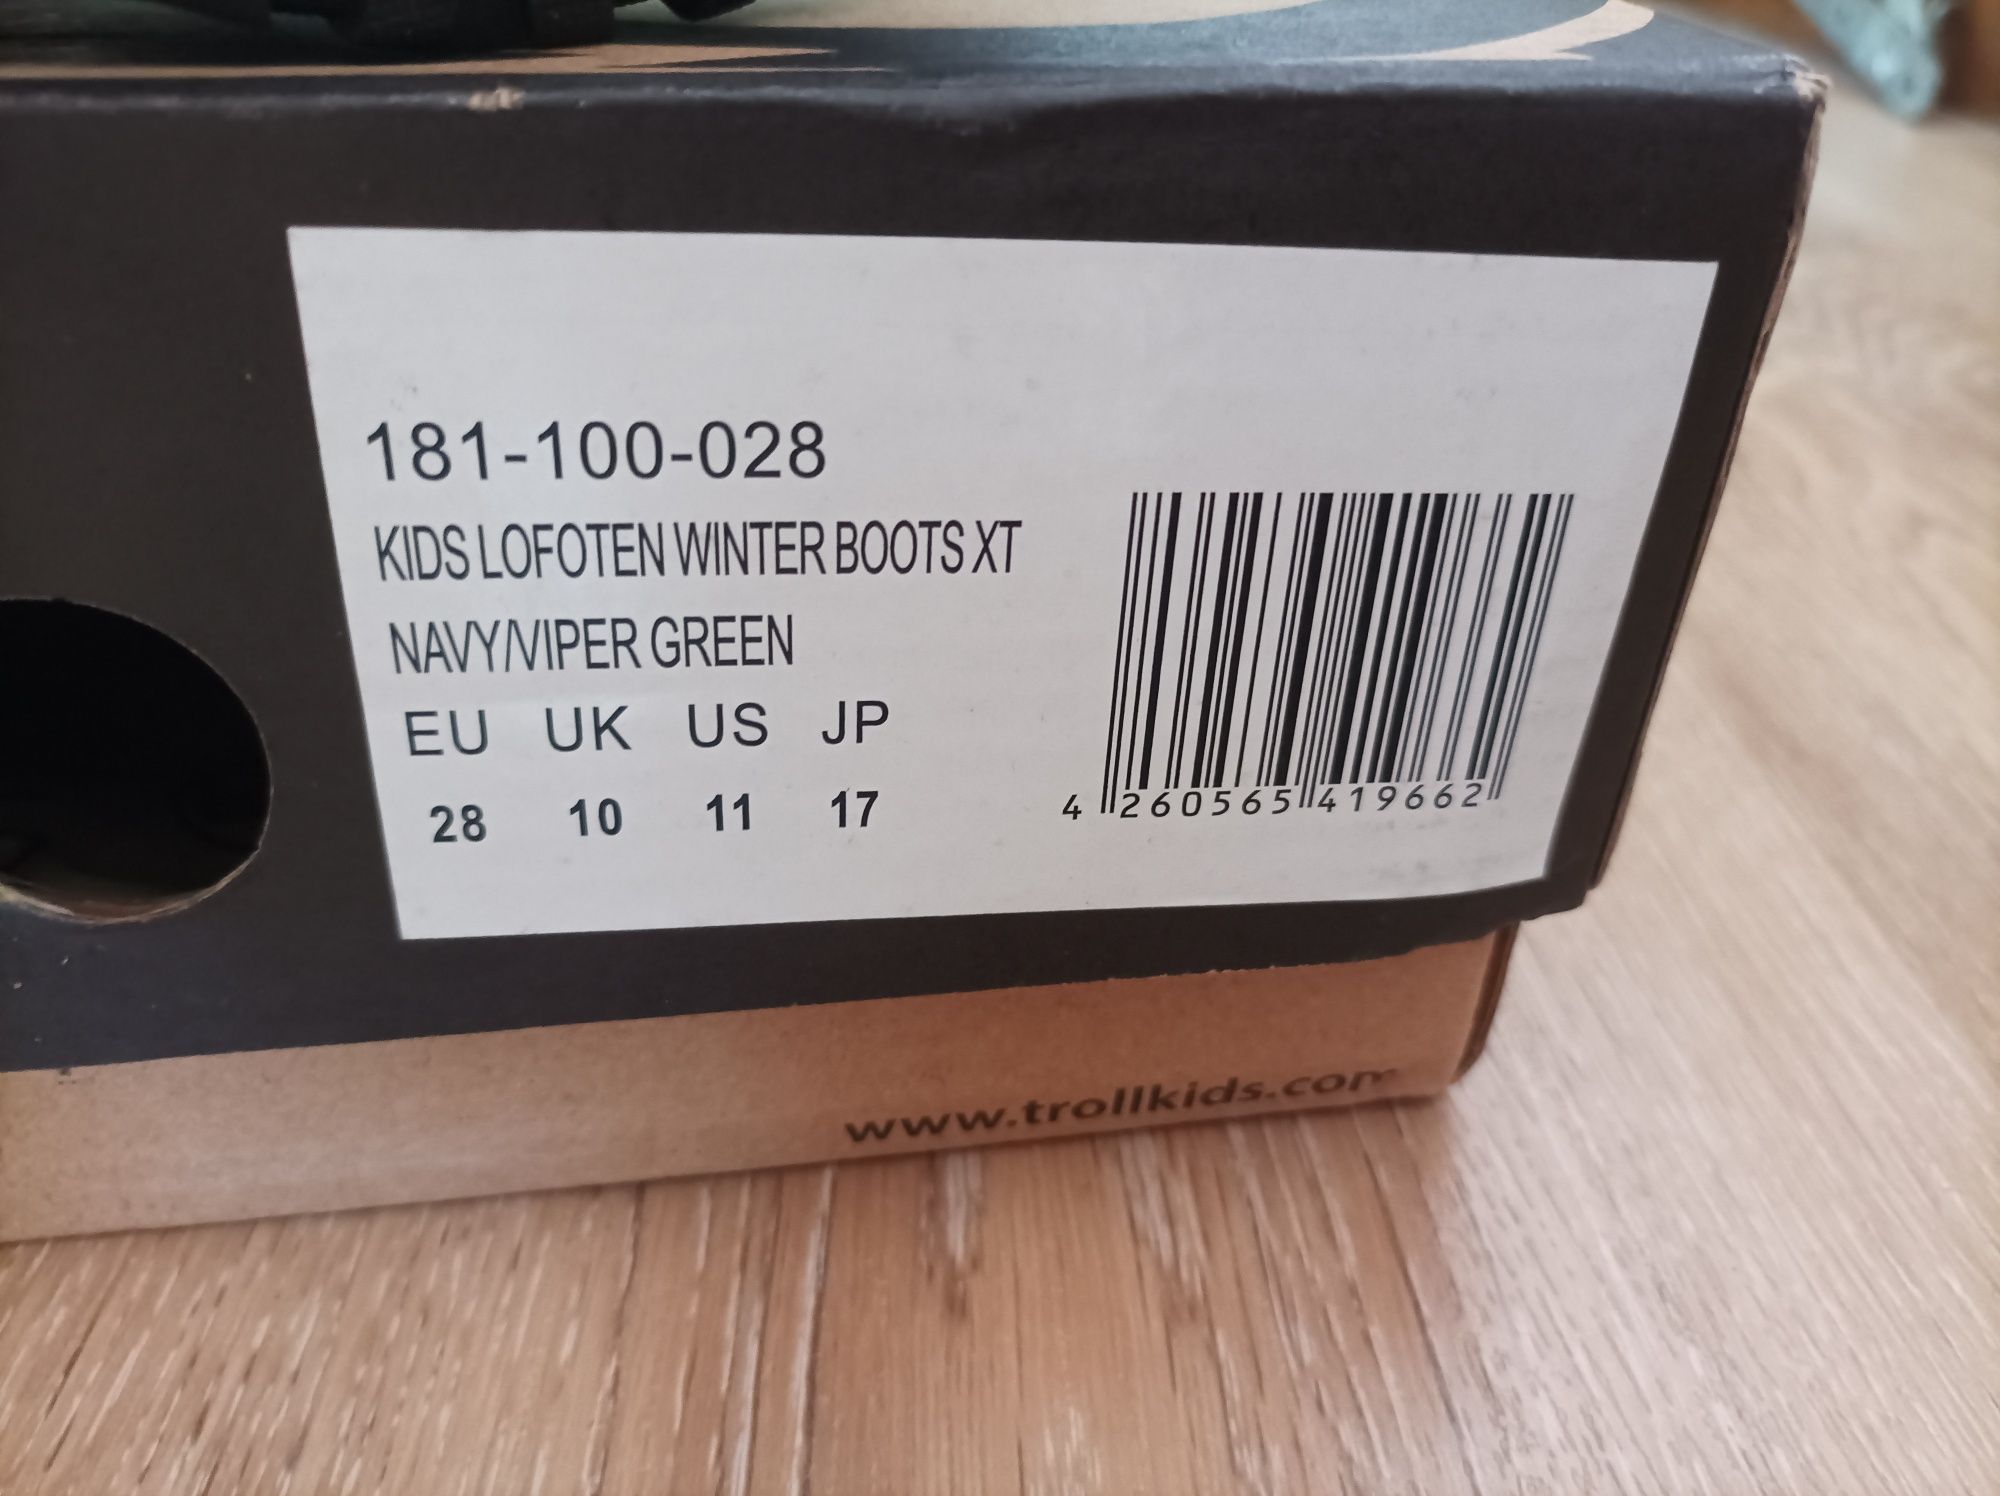 181-100-028
KIDS LOFOTEN WINTER BOOTS XT
NAVY/VIPER GREEN
EU UK US JP
28 10 11 17
4 260565 419662
www.trollkids.com